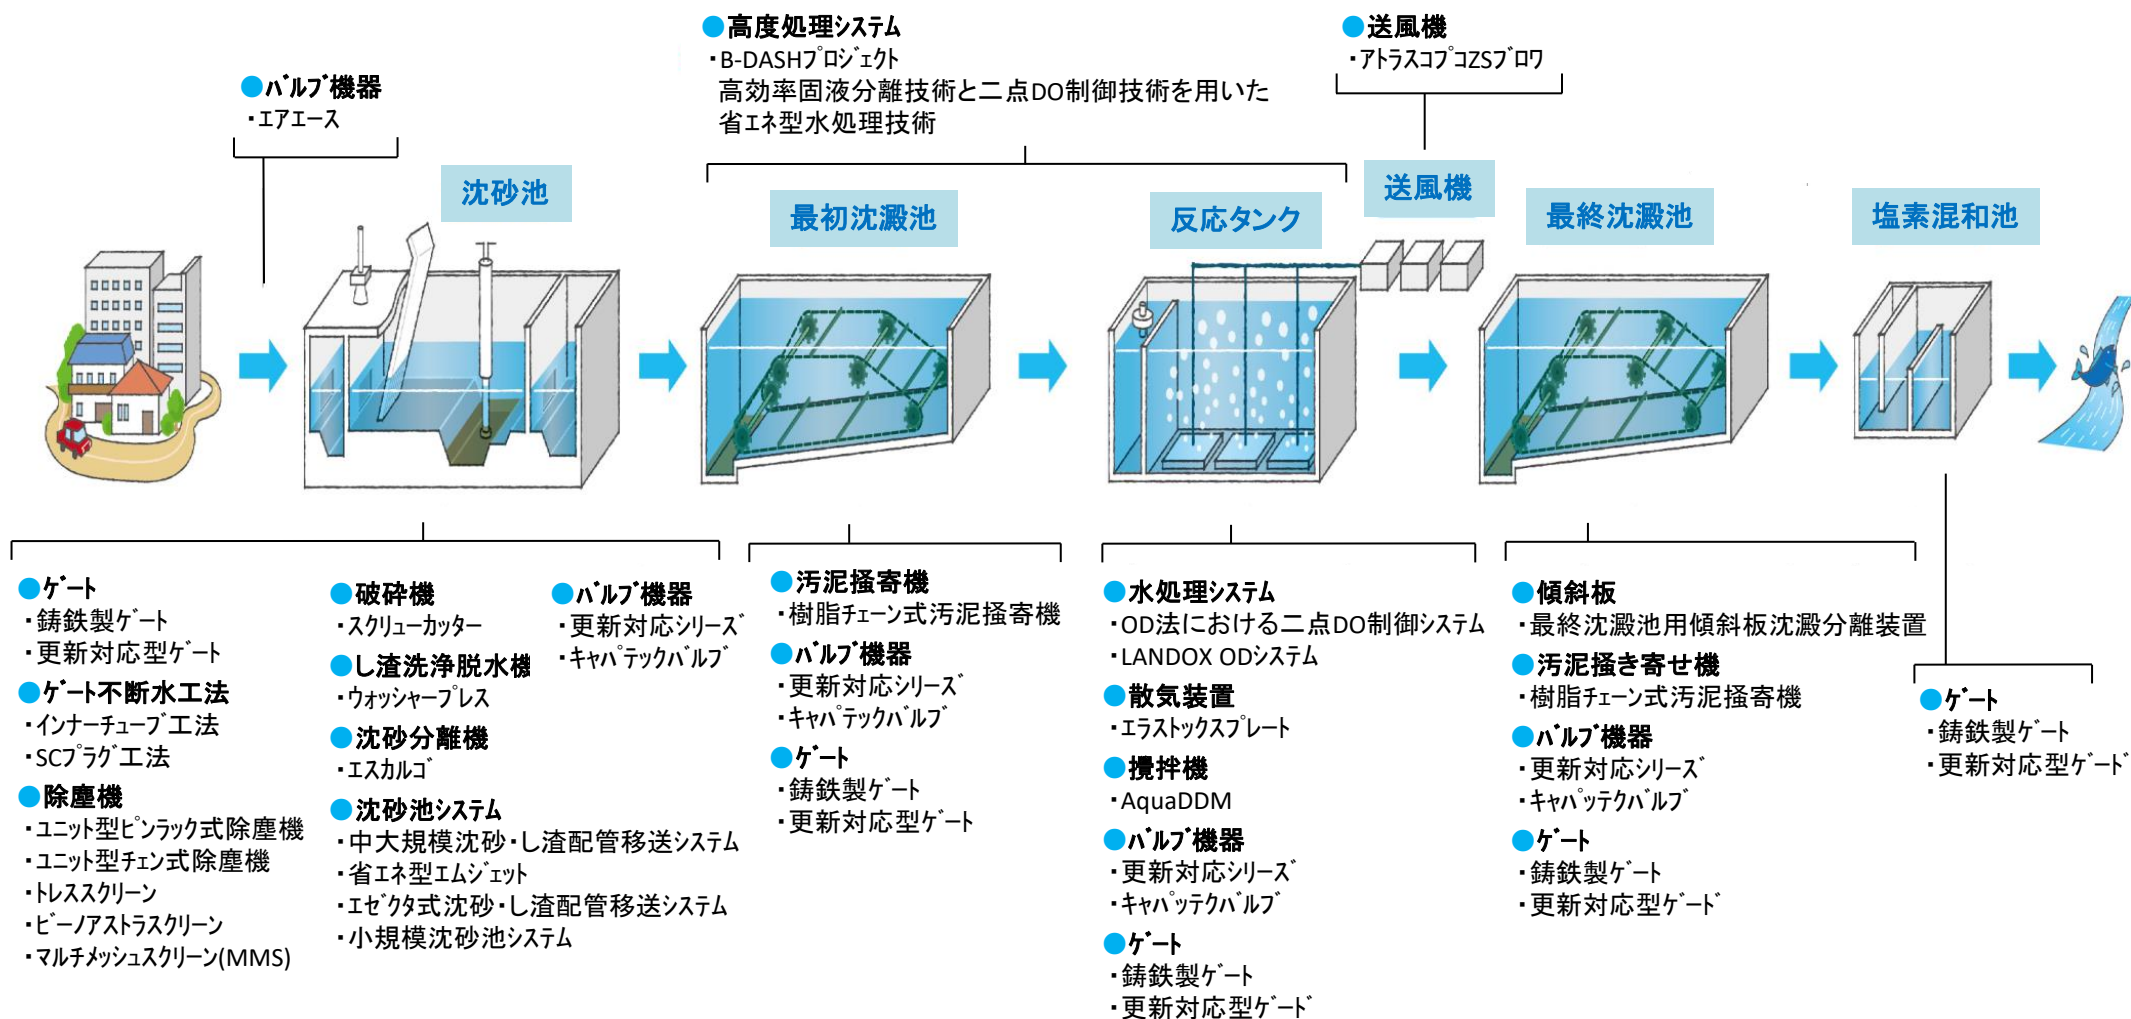 ●高度処理システム
・B-DASHプロジェクト
高効率固液分離技術と二点DO制御技術を用いた
省エネ型水処理技術
●送風機
・アトラスコプコZSブロワ
●バルブ機器
・エアエース
沈砂池
最初沈澱池
反応タンク
送風機
最終沈澱池
塩素混和池
●ゲート
・鋳鉄製ゲート
・更新対応型ゲート
●ゲート不断水工法
・インナーチューブ工法
・SCプラグ工法
●除塵機
・ユニット型ピンラック式除塵機
・ユニット型チェン式除塵機
・トレススクリーン
・ビーノアストラスクリーン
・マルチメッシュスクリーン(MMS)
●破砕機
・スクリューカッター
●し渣洗浄脱水機
・ウォッシャープレス
●沈砂分離機
・エスカルゴ
●沈砂池システム
・中大規模沈砂・し渣配管移送システム
・省エネ型エムジェット
・エゼクタ式沈砂・し渣配管移送システム
・小規模沈砂池システム
●バルブ機器
・更新対応シリーズ
・キャパテックバルブ
●汚泥掻寄機
・樹脂チェーン式汚泥掻寄機
●バルブ機器
・更新対応シリーズ
・キャパテックバルブ
●ゲート
・鋳鉄製ゲート
・更新対応型ゲート
●水処理システム
・OD法における二点DO制御システム
・LANDOX ODシステム
●散気装置
・エラストックスプレート
●攪拌機
・AquaDDM
●バルブ機器
・更新対応シリーズ
・キャパッテクバルブ
●ゲート
・鋳鉄製ゲート
・更新対応型ゲード
●傾斜板
・最終沈澱池用傾斜板沈澱分離装置
●汚泥掻き寄せ機
・樹脂チェーン式汚泥掻寄機
●バルブ機器
・更新対応シリーズ
・キャパッテクバルブ
●ゲート
・鋳鉄製ゲート
・更新対応型ゲード
●ゲート
・鋳鉄製ゲート
・更新対応型ゲード